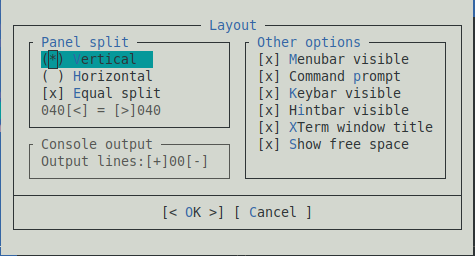 Layout
Panel split
(*) Vertical
( ) Horizontal
[x] Equal split
040[<] = [>]040
Console output
Output lines:[+]00[-]
Other options
[x] Menubar visible
[x] Command prompt
[x] Keybar visible
[x] Hintbar visible
[x] XTerm window title
[x] Show free space
[< OK >] [ Cancel ]